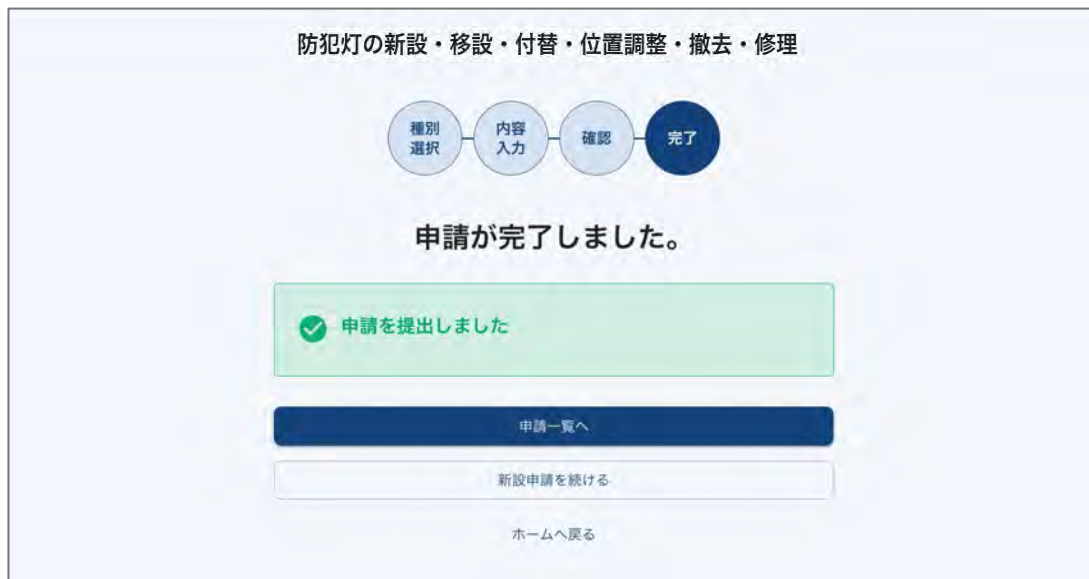 防犯灯の新設・移設・付替・位置調整・撤去・修理
種別
選択
内容
入力
確認
完了
申請が完了しました。
申請を提出しました
申請一覧へ
新設申請を続ける
ホームへ戻る